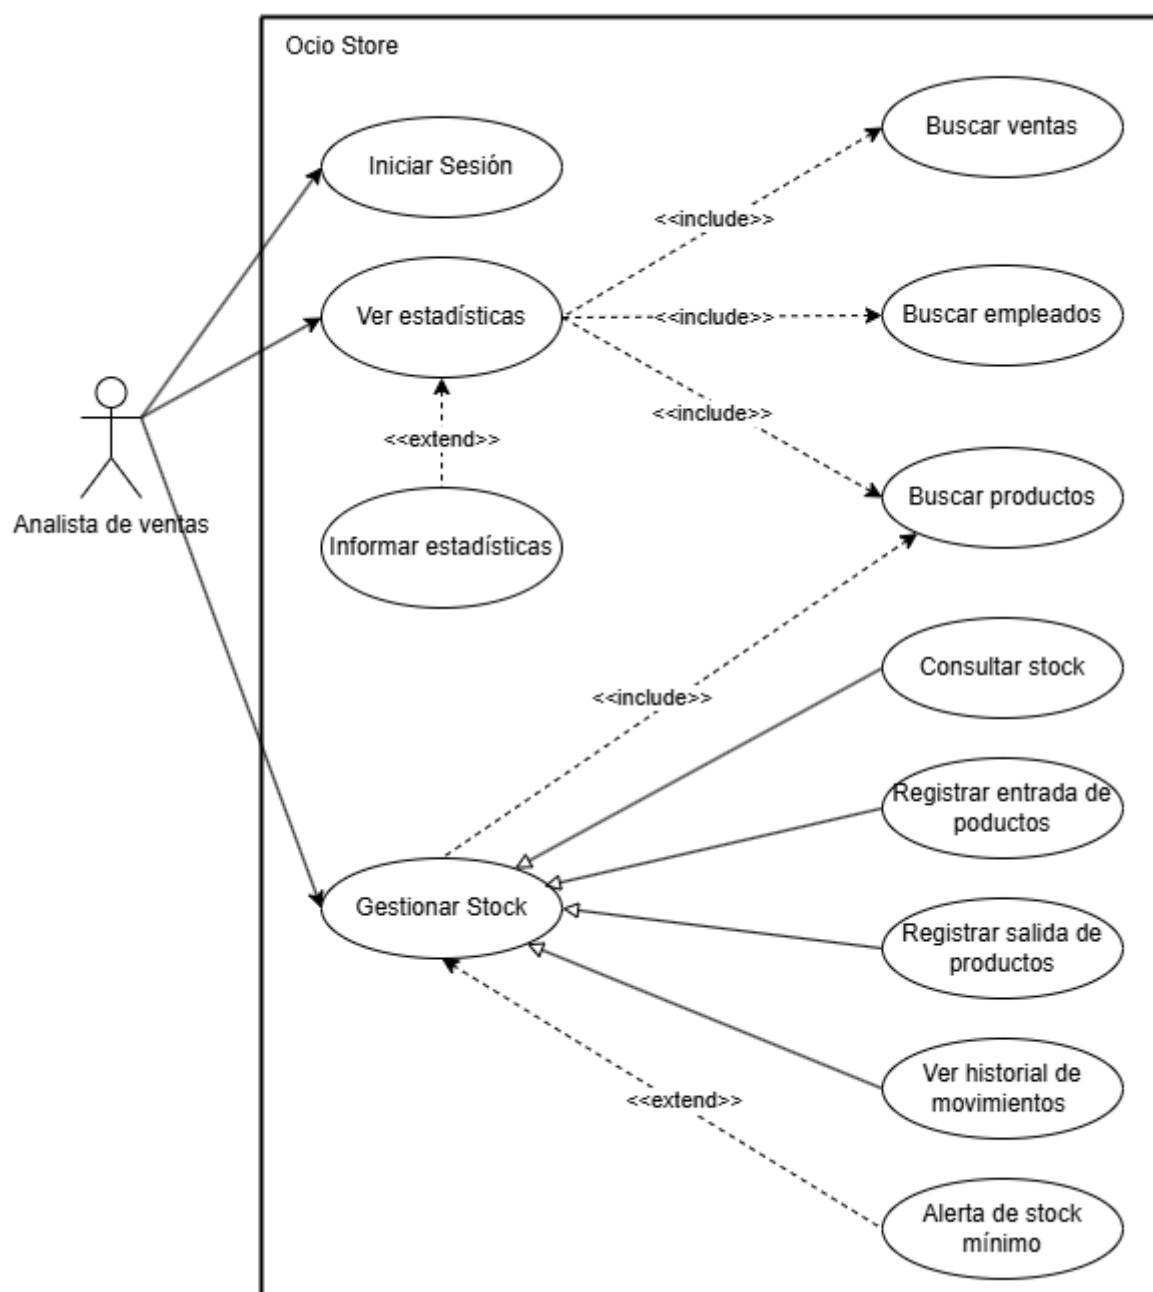 Ocio Store
Buscar ventas
Iniciar Sesión
<<include>>
Ver estadísticas
<<include>>
Buscar empleados
<<include>>
<<extend>>
Buscar productos
Analista de ventas
Informar estadísticas
Consultar stock
<<include>>
Registrar entrada de
poductos
Gestionar Stock
Registrar salida de
productos
Ver historial de
movimientos
<<extend>>
Alerta de stock
mínimo